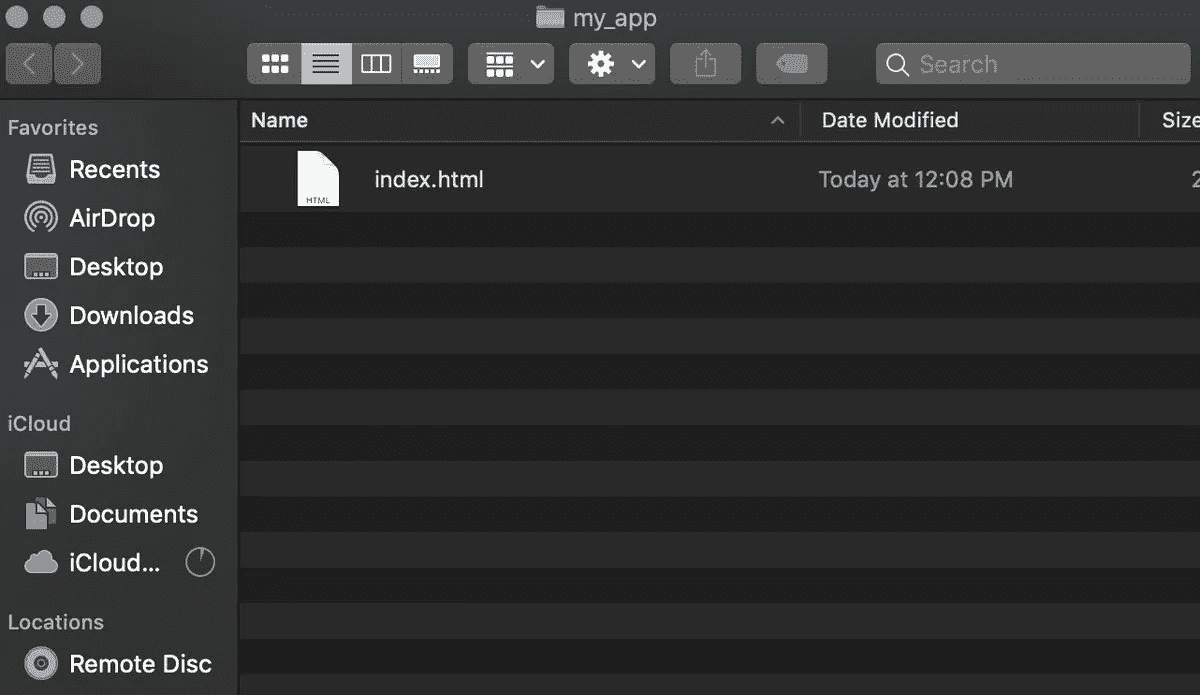 my_app
Search
Favorites
Recents
AirDrop
Desktop
Downloads
Applications
iCloud
Desktop
Documents
iCloud...
Locations
Remote Disc
Name Date Modified Size
HTML
index.html Today at 12:08 PM 2